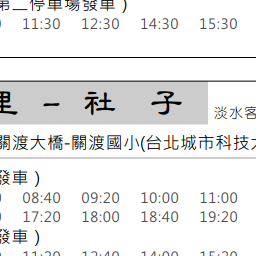 第二停車場發車 )
11:30 12:30 14:30 15:30
里 - 社 子
淡水客
關渡大橋-關渡國小(台北城市科技大
發車 )
08:40 09:20 10:00 11:00
17:20 18:00 18:40 19:20
發車 )